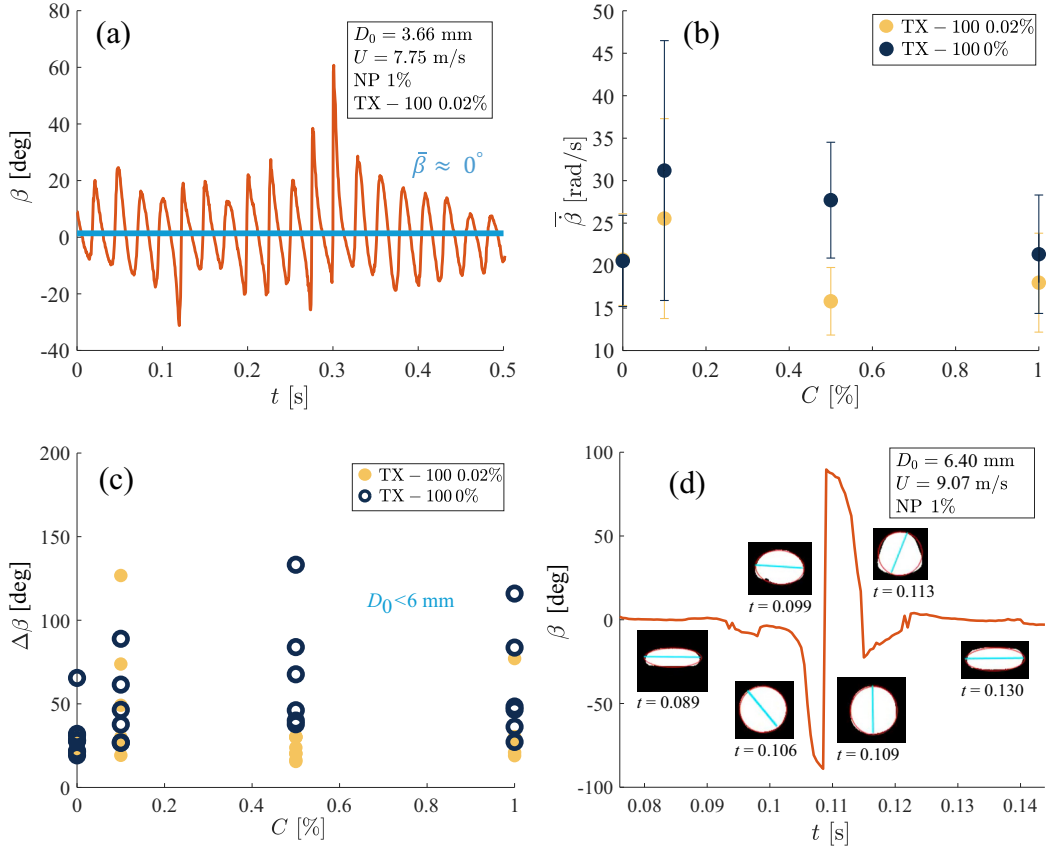 (a)
D₀ = 3.66 mm
U = 7.75 m/s
NP 1%
TX − 100 0.02%
β̄ ≈ 0°
β [deg]
80
60
40
20
0
-20
-40
0
0.1
0.2
0.3
0.4
0.5
t [s]
(b)
TX − 100 0.02%
TX − 100 0%
β̇̄ [rad/s]
50
45
40
35
30
25
20
15
10
0
0.2
0.4
0.6
0.8
1
C [%]
(c)
TX − 100 0.02%
TX − 100 0%
D₀<6 mm
Δβ [deg]
200
150
100
50
0
0
0.2
0.4
0.6
0.8
1
C [%]
(d)
D₀ = 6.40 mm
U = 9.07 m/s
NP 1%
β [deg]
100
50
0
-50
-100
t = 0.099
t = 0.113
t = 0.089
t = 0.106
t = 0.109
t = 0.130
0.08
0.09
0.1
0.11
0.12
0.13
0.14
t [s]